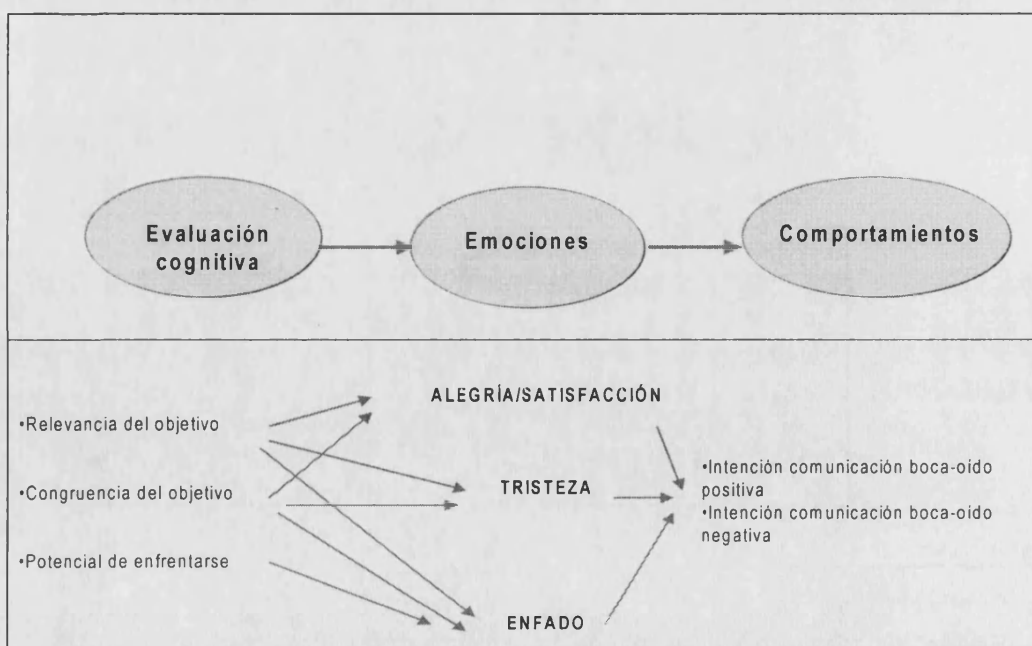 Evaluación
cognitiva
Emociones
Comportamientos
ALEGRÍA/SATISFACCIÓN
•Relevancia del objetivo
•Congruencia del objetivo
•Potencial de enfrentarse
TRISTEZA
ENFADO
•Intención comunicación boca-oido
positiva
•Intención comunicación boca-oido
negativa